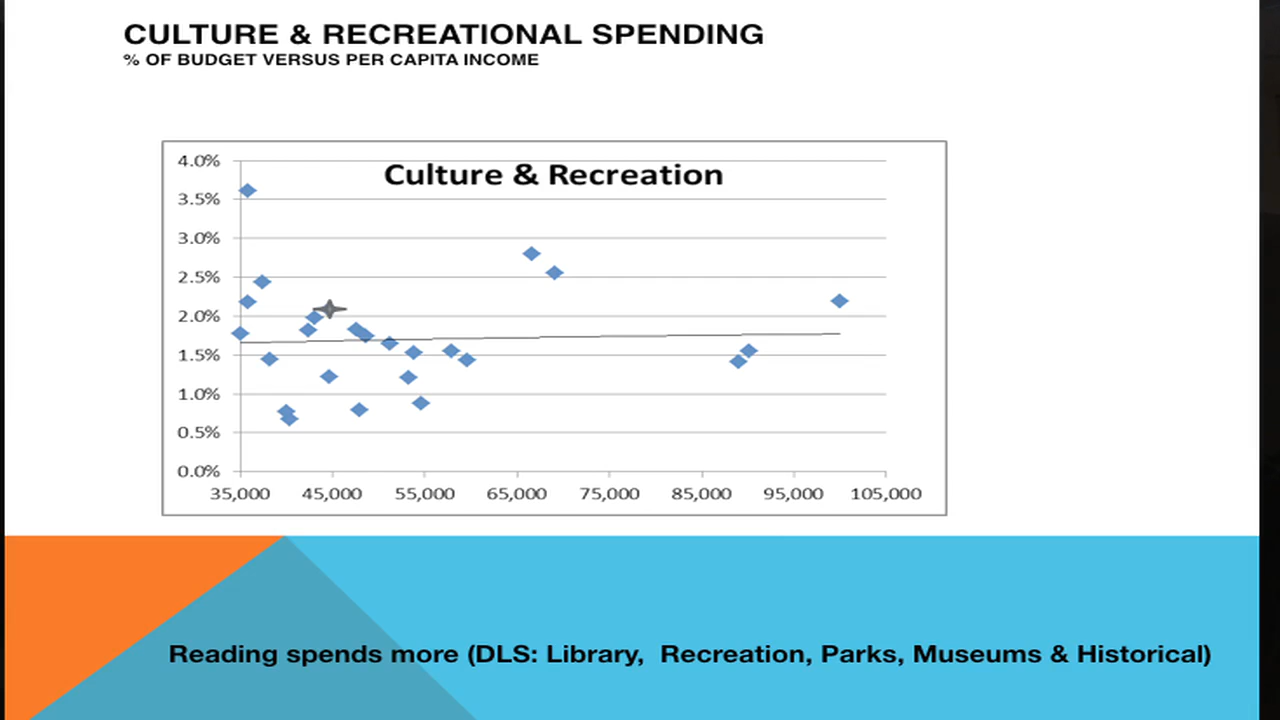 CULTURE & RECREATIONAL SPENDING
% OF BUDGET VERSUS PER CAPITA INCOME
Culture & Recreation
4.0%
3.5%
3.0%
2.5%
2.0%
1.5%
1.0%
0.5%
0.0%
35,000 45,000 55,000 65,000 75,000 85,000 95,000 105,000
Reading spends more (DLS: Library, Recreation, Parks, Museums & Historical)